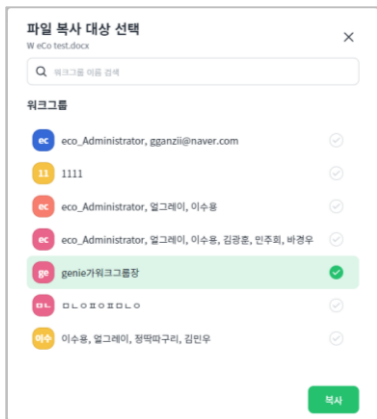 파일 복사 대상 선택
W eCo test.docx
워크그룹 이름 검색
워크그룹
ec eco_Administrator, gganzii@naver.com
11 1111
ec eco_Administrator, 얼그레이, 이수용
ec eco_Administrator, 얼그레이, 이수용, 김광훈, 민주희, 바경우
ge genie가워크그룹장
ㅁㄴ ㅁㄴㅇㅍㅇㅍㅁㄴㅇ
이수 이수용, 얼그레이, 정딱따구리, 김민우
복사